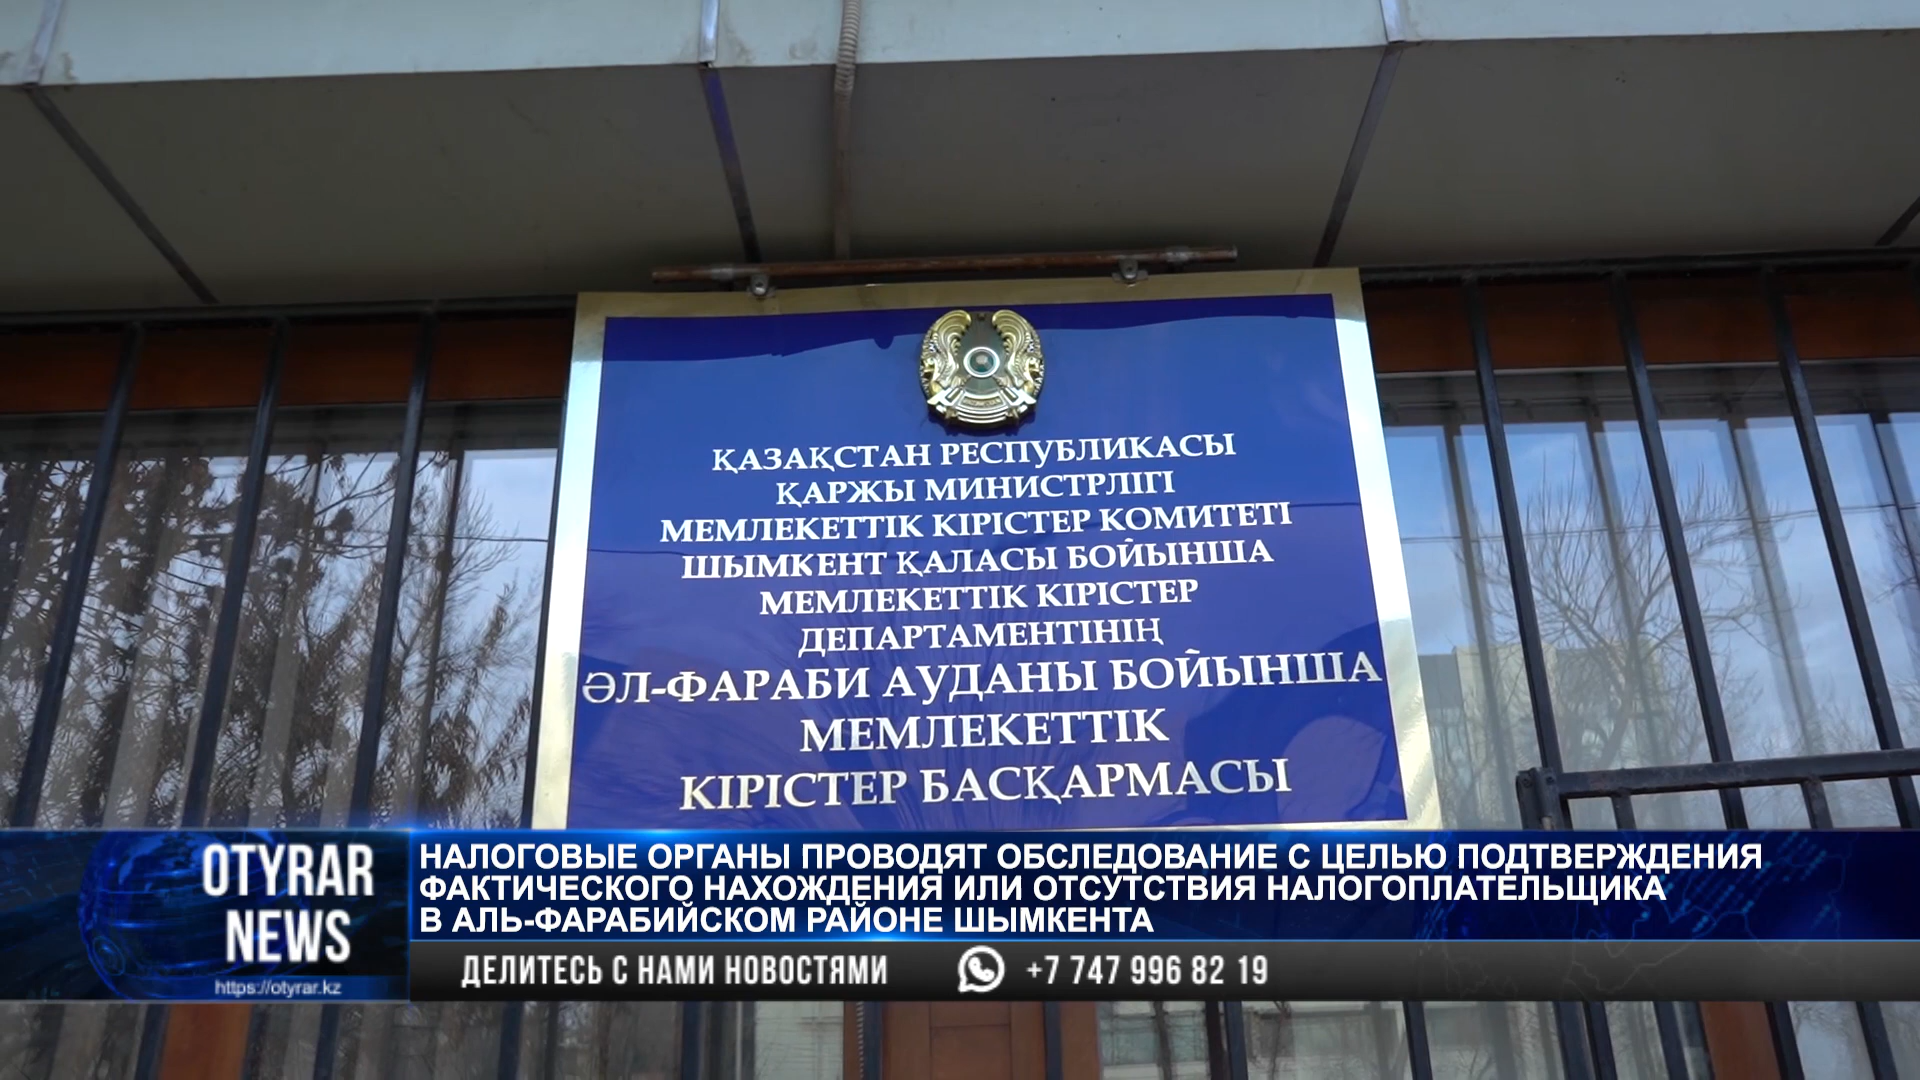 ҚАЗАҚСТАН РЕСПУБЛИКАСЫ
ҚАРЖЫ МИНИСТРЛІГІ
МЕМЛЕКЕТТІК КІРІСТЕР КОМИТЕТІ
ШЫМКЕНТ ҚАЛАСЫ БОЙЫНША
МЕМЛЕКЕТТІК КІРІСТЕР
ДЕПАРТАМЕНТІНІҢ
ӘЛ-ФАРАБИ АУДАНЫ БОЙЫНША
МЕМЛЕКЕТТІК
КІРІСТЕР БАСҚАРМАСЫ
OTYRAR
NEWS
https://otyrar.kz
НАЛОГОВЫЕ ОРГАНЫ ПРОВОДЯТ ОБСЛЕДОВАНИЕ С ЦЕЛЬЮ ПОДТВЕРЖДЕНИЯ
ФАКТИЧЕСКОГО НАХОЖДЕНИЯ ИЛИ ОТСУТСТВИЯ НАЛОГОПЛАТЕЛЬЩИКА
В АЛЬ-ФАРАБИЙСКОМ РАЙОНЕ ШЫМКЕНТА
ДЕЛИТЕСЬ С НАМИ НОВОСТЯМИ +7 747 996 82 19